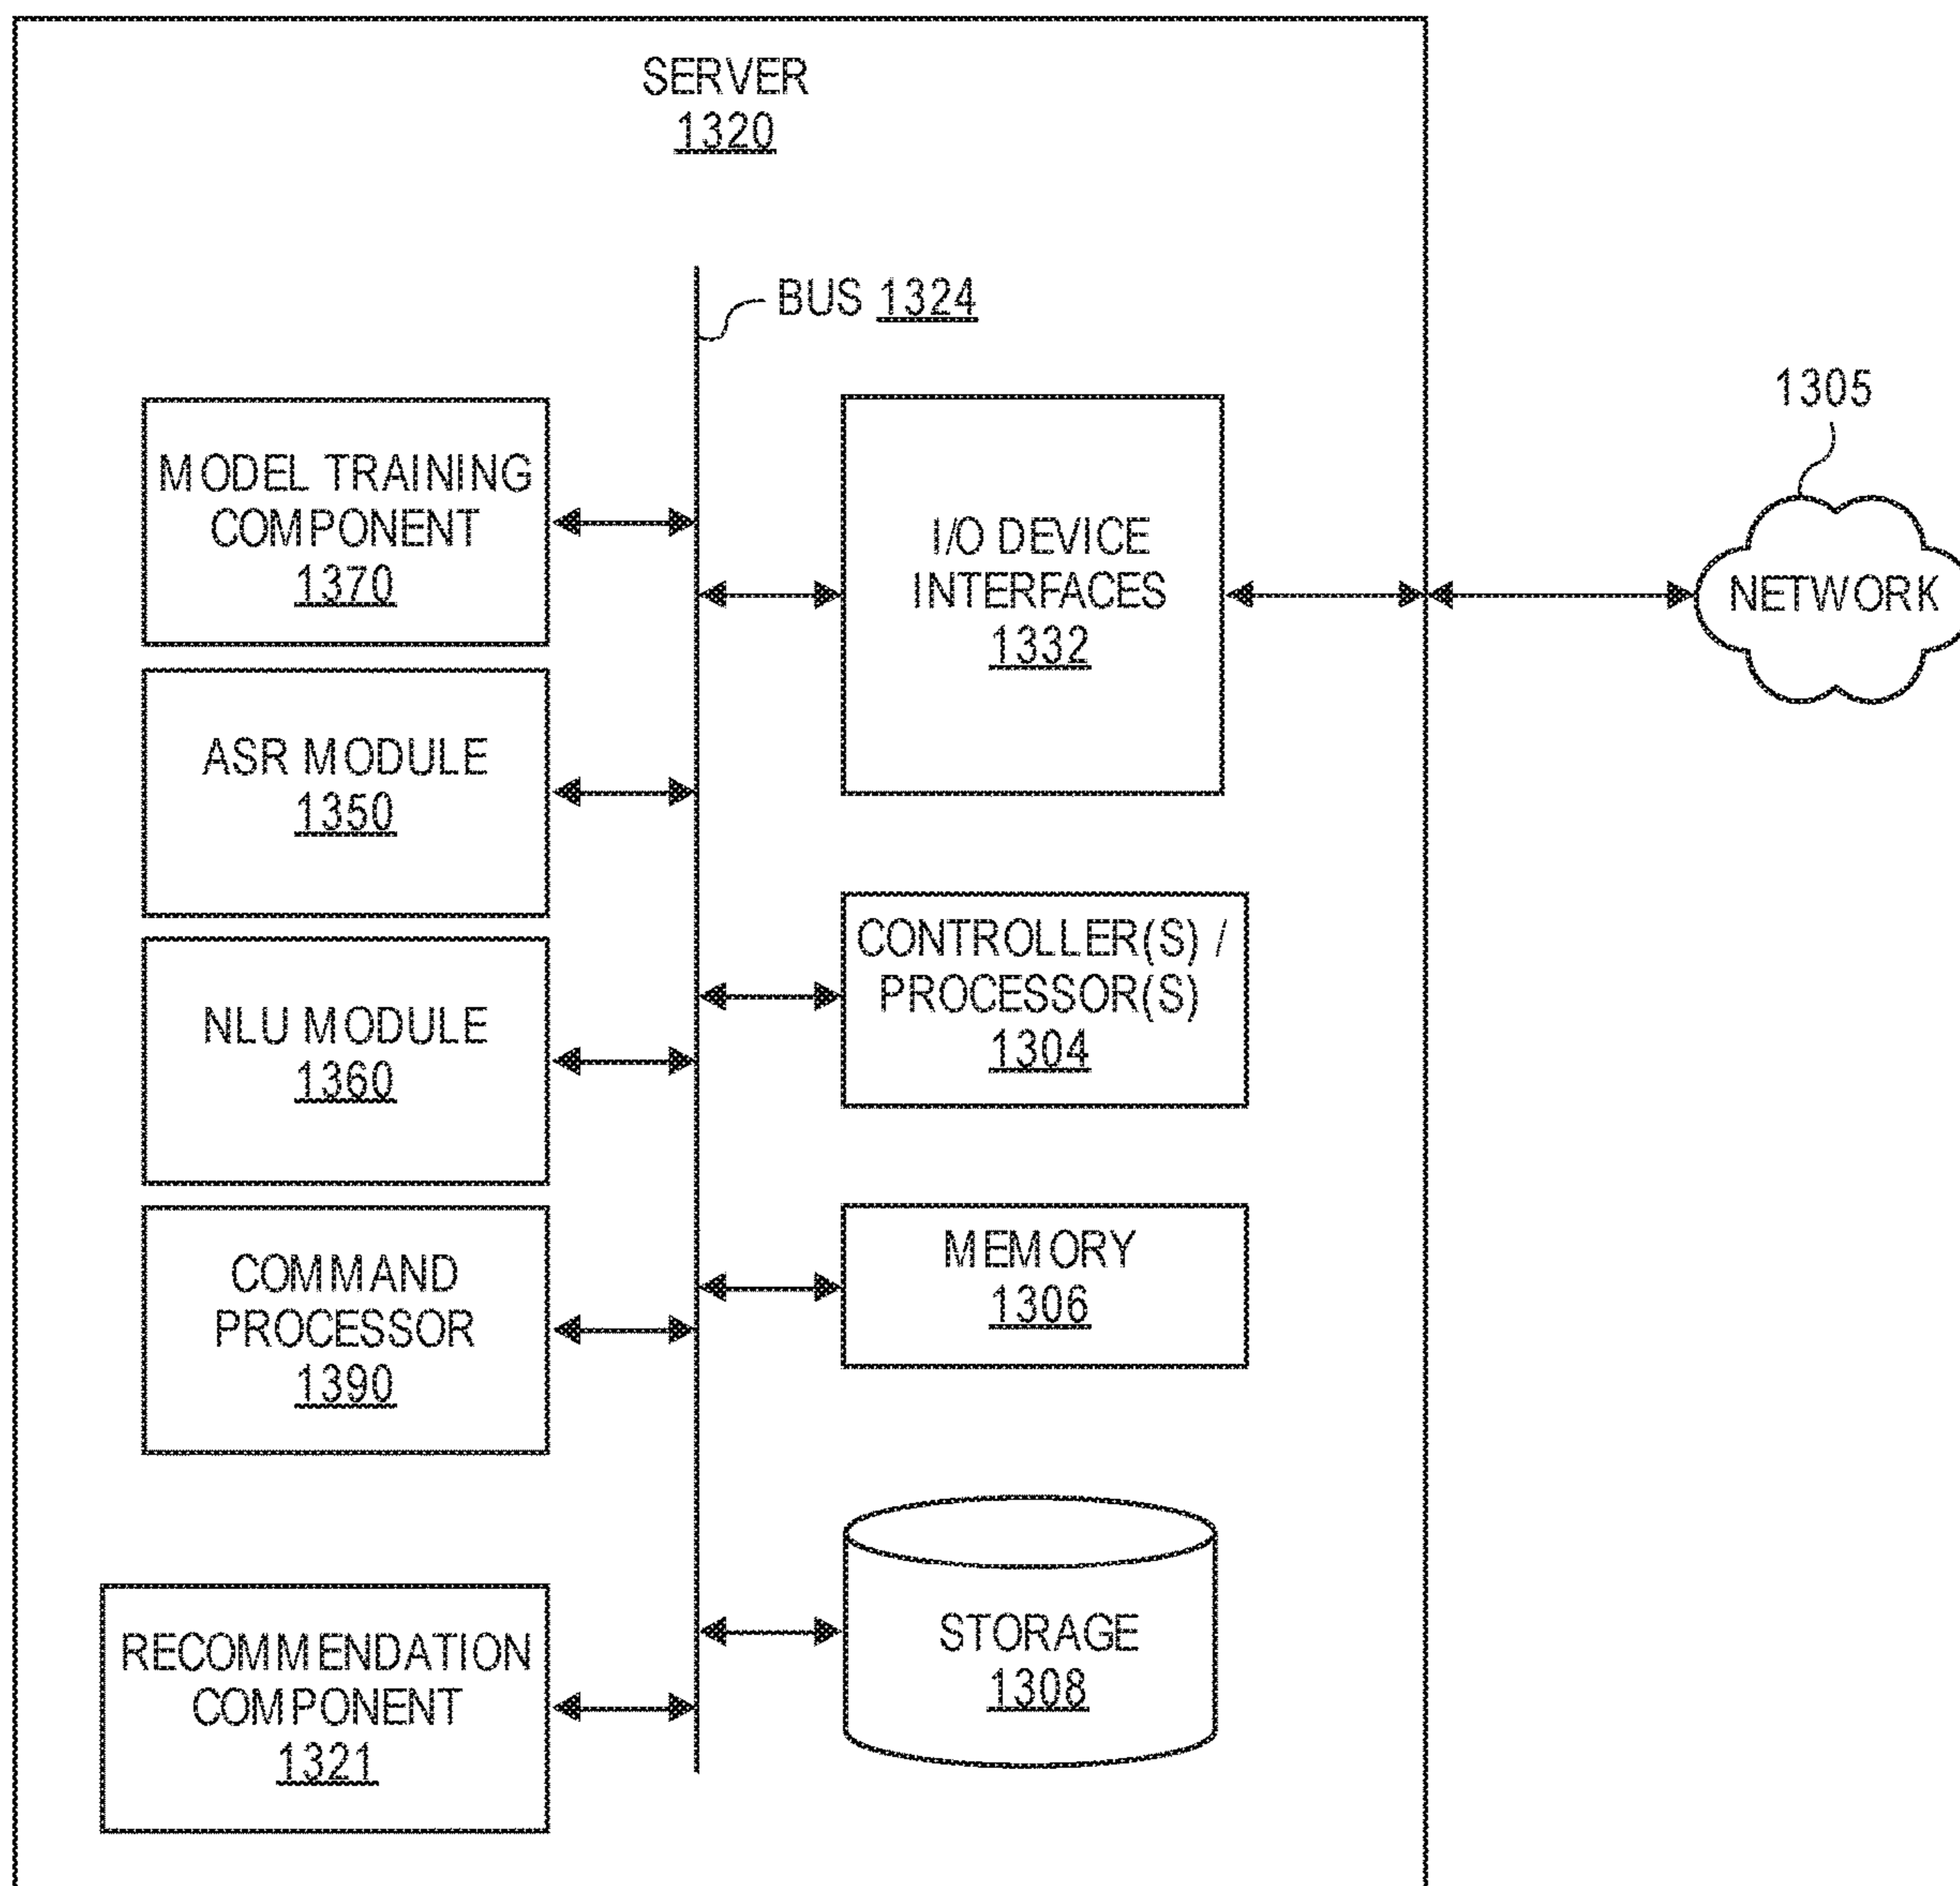 SERVER
1320
BUS 1324
MODEL TRAINING
COMPONENT
1370
ASR MODULE
1350
NLU MODULE
1360
COMMAND
PROCESSOR
1390
RECOMMENDATION
COMPONENT
1321
I/O DEVICE
INTERFACES
1332
CONTROLLER(S) /
PROCESSOR(S)
1304
MEMORY
1306
STORAGE
1308
1305
NETWORK